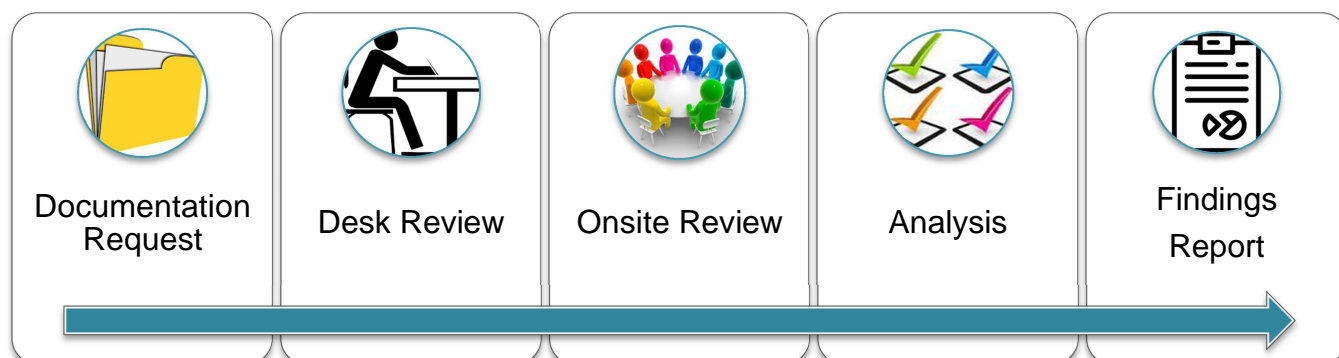 Documentation
Request
Desk Review
Onsite Review
Analysis
Findings
Report